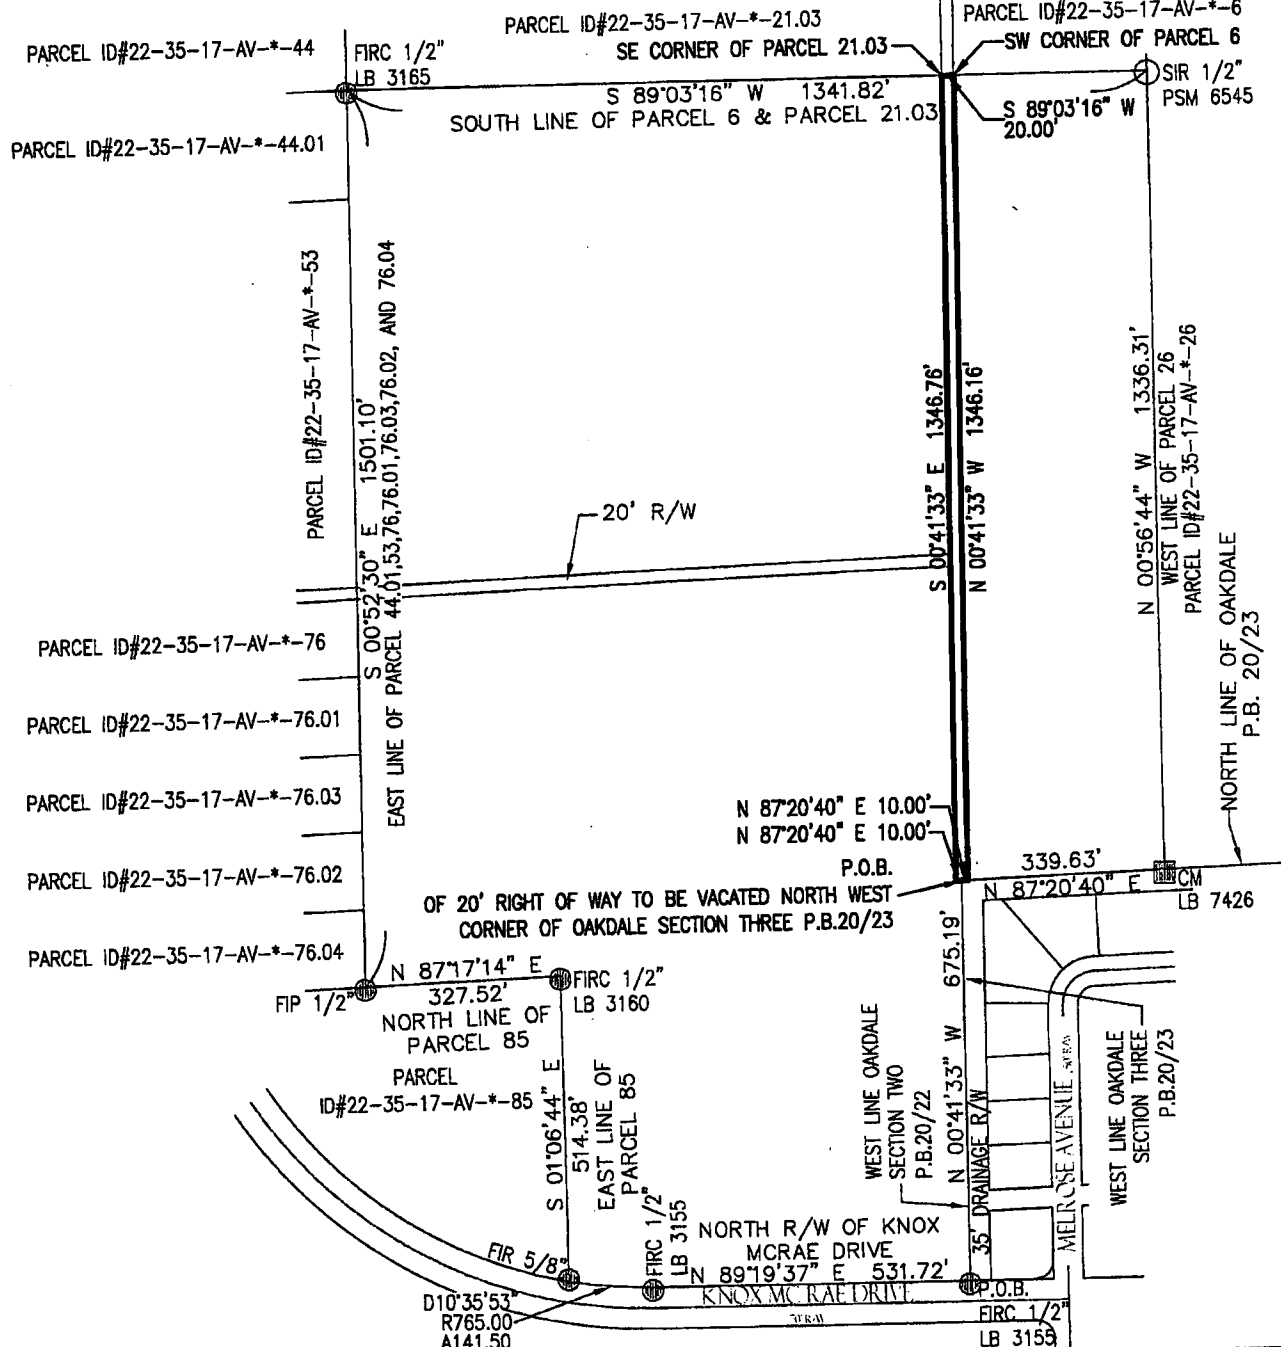 PARCEL ID#22-35-17-AV-*-21.03
PARCEL ID#22-35-17-AV-*-6
PARCEL ID#22-35-17-AV-*-44
FIRC 1/2"
LB 3165
SE CORNER OF PARCEL 21.03
SW CORNER OF PARCEL 6
SIR 1/2"
PSM 6545
S 89°03'16" W 1341.82'
SOUTH LINE OF PARCEL 6 & PARCEL 21.03
S 89°03'16" W
20.00'
PARCEL ID#22-35-17-AV-*-44.01
PARCEL ID#22-35-17-AV-*-53
S 00°52'30" E 1501.10'
EAST LINE OF PARCEL 44.01,53,76,76.01,76.03,76.02, AND 76.04
20' R/W
S 00°41'33" E 1346.76'
N 00°41'33" W 1346.16'
N 00°56'44" W 1336.31'
WEST LINE OF PARCEL 26
PARCEL ID#22-35-17-AV-*-26
NORTH LINE OF OAKDALE
P.B. 20/23
PARCEL ID#22-35-17-AV-*-76
PARCEL ID#22-35-17-AV-*-76.01
PARCEL ID#22-35-17-AV-*-76.03
PARCEL ID#22-35-17-AV-*-76.02
PARCEL ID#22-35-17-AV-*-76.04
N 87°20'40" E 10.00'
N 87°20'40" E 10.00'
P.O.B.
OF 20' RIGHT OF WAY TO BE VACATED NORTH WEST
CORNER OF OAKDALE SECTION THREE P.B.20/23
339.63'
N 87°20'40" E
CM
LB 7426
FIP 1/2"
N 87°17'14" E
327.52'
NORTH LINE OF
PARCEL 85
FIRC 1/2"
LB 3160
PARCEL
ID#22-35-17-AV-*-85
S 01°06'44" E
514.38'
EAST LINE OF
PARCEL 85
WEST LINE OAKDALE
SECTION TWO
P.B.20/22
N 00°41'33" W 675.19'
35' DRAINAGE R/W
MELROSE AVENUE 50' R/W
WEST LINE OAKDALE
SECTION THREE
P.B.20/23
FIR 5/8"
FIRC 1/2"
LB 3155
NORTH R/W OF KNOX
MCRAE DRIVE
N 89°19'37" E 531.72'
KNOX MC RAE DRIVE
D10°35'53"
R765.00
A141.50
P.O.B.
FIRC 1/2"
LB 3155